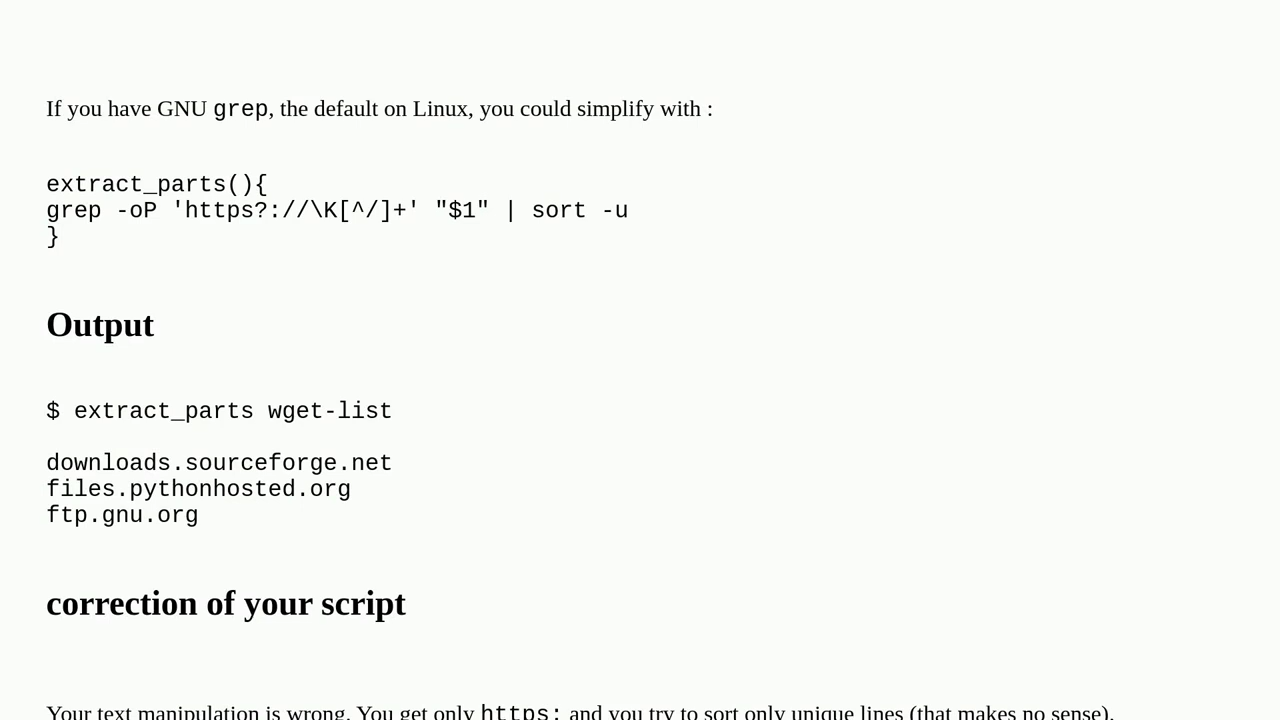 If you have GNU grep, the default on Linux, you could simplify with :
extract_parts(){
grep -oP 'https?://\K[^/]+' "$1" | sort -u
}
Output
$ extract_parts wget-list
downloads.sourceforge.net
files.pythonhosted.org
ftp.gnu.org
correction of your script
Your text manipulation is wrong. You get only https: and you try to sort only unique lines (that makes no sense).